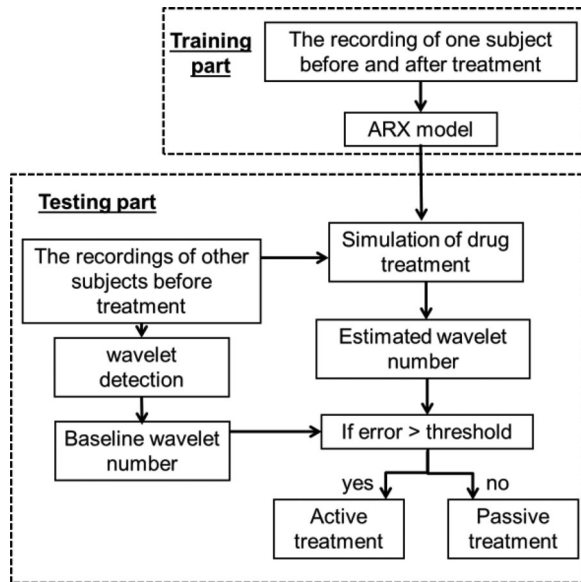 Training
part
The recording of one subject
before and after treatment
ARX model
Testing part
The recordings of other
subjects before
treatment
Simulation of drug
treatment
wavelet
detection
Estimated wavelet
number
Baseline wavelet
number
If error > threshold
yes
no
Active
treatment
Passive
treatment